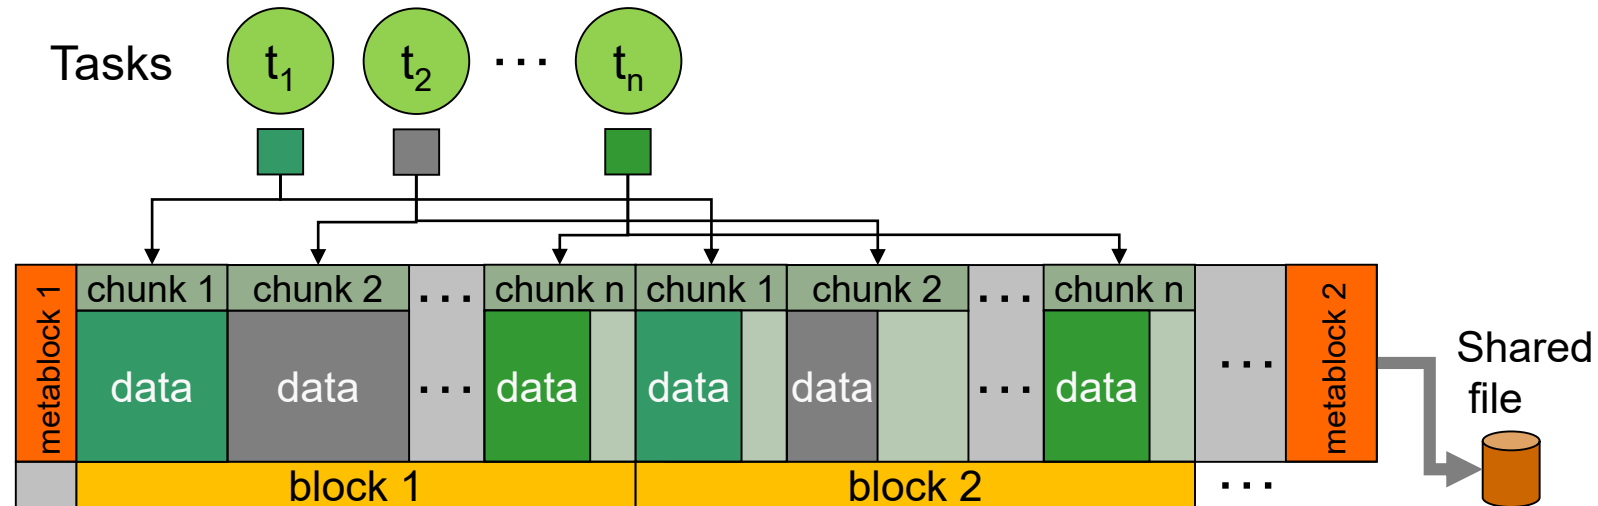 Tasks t1 t2 ··· tn
chunk 1 chunk 2 ··· chunk n chunk 1 chunk 2 ··· chunk n
metablock 1
data data ··· data data data ··· data
···
metablock 2
Shared
file
block 1 block 2 ···